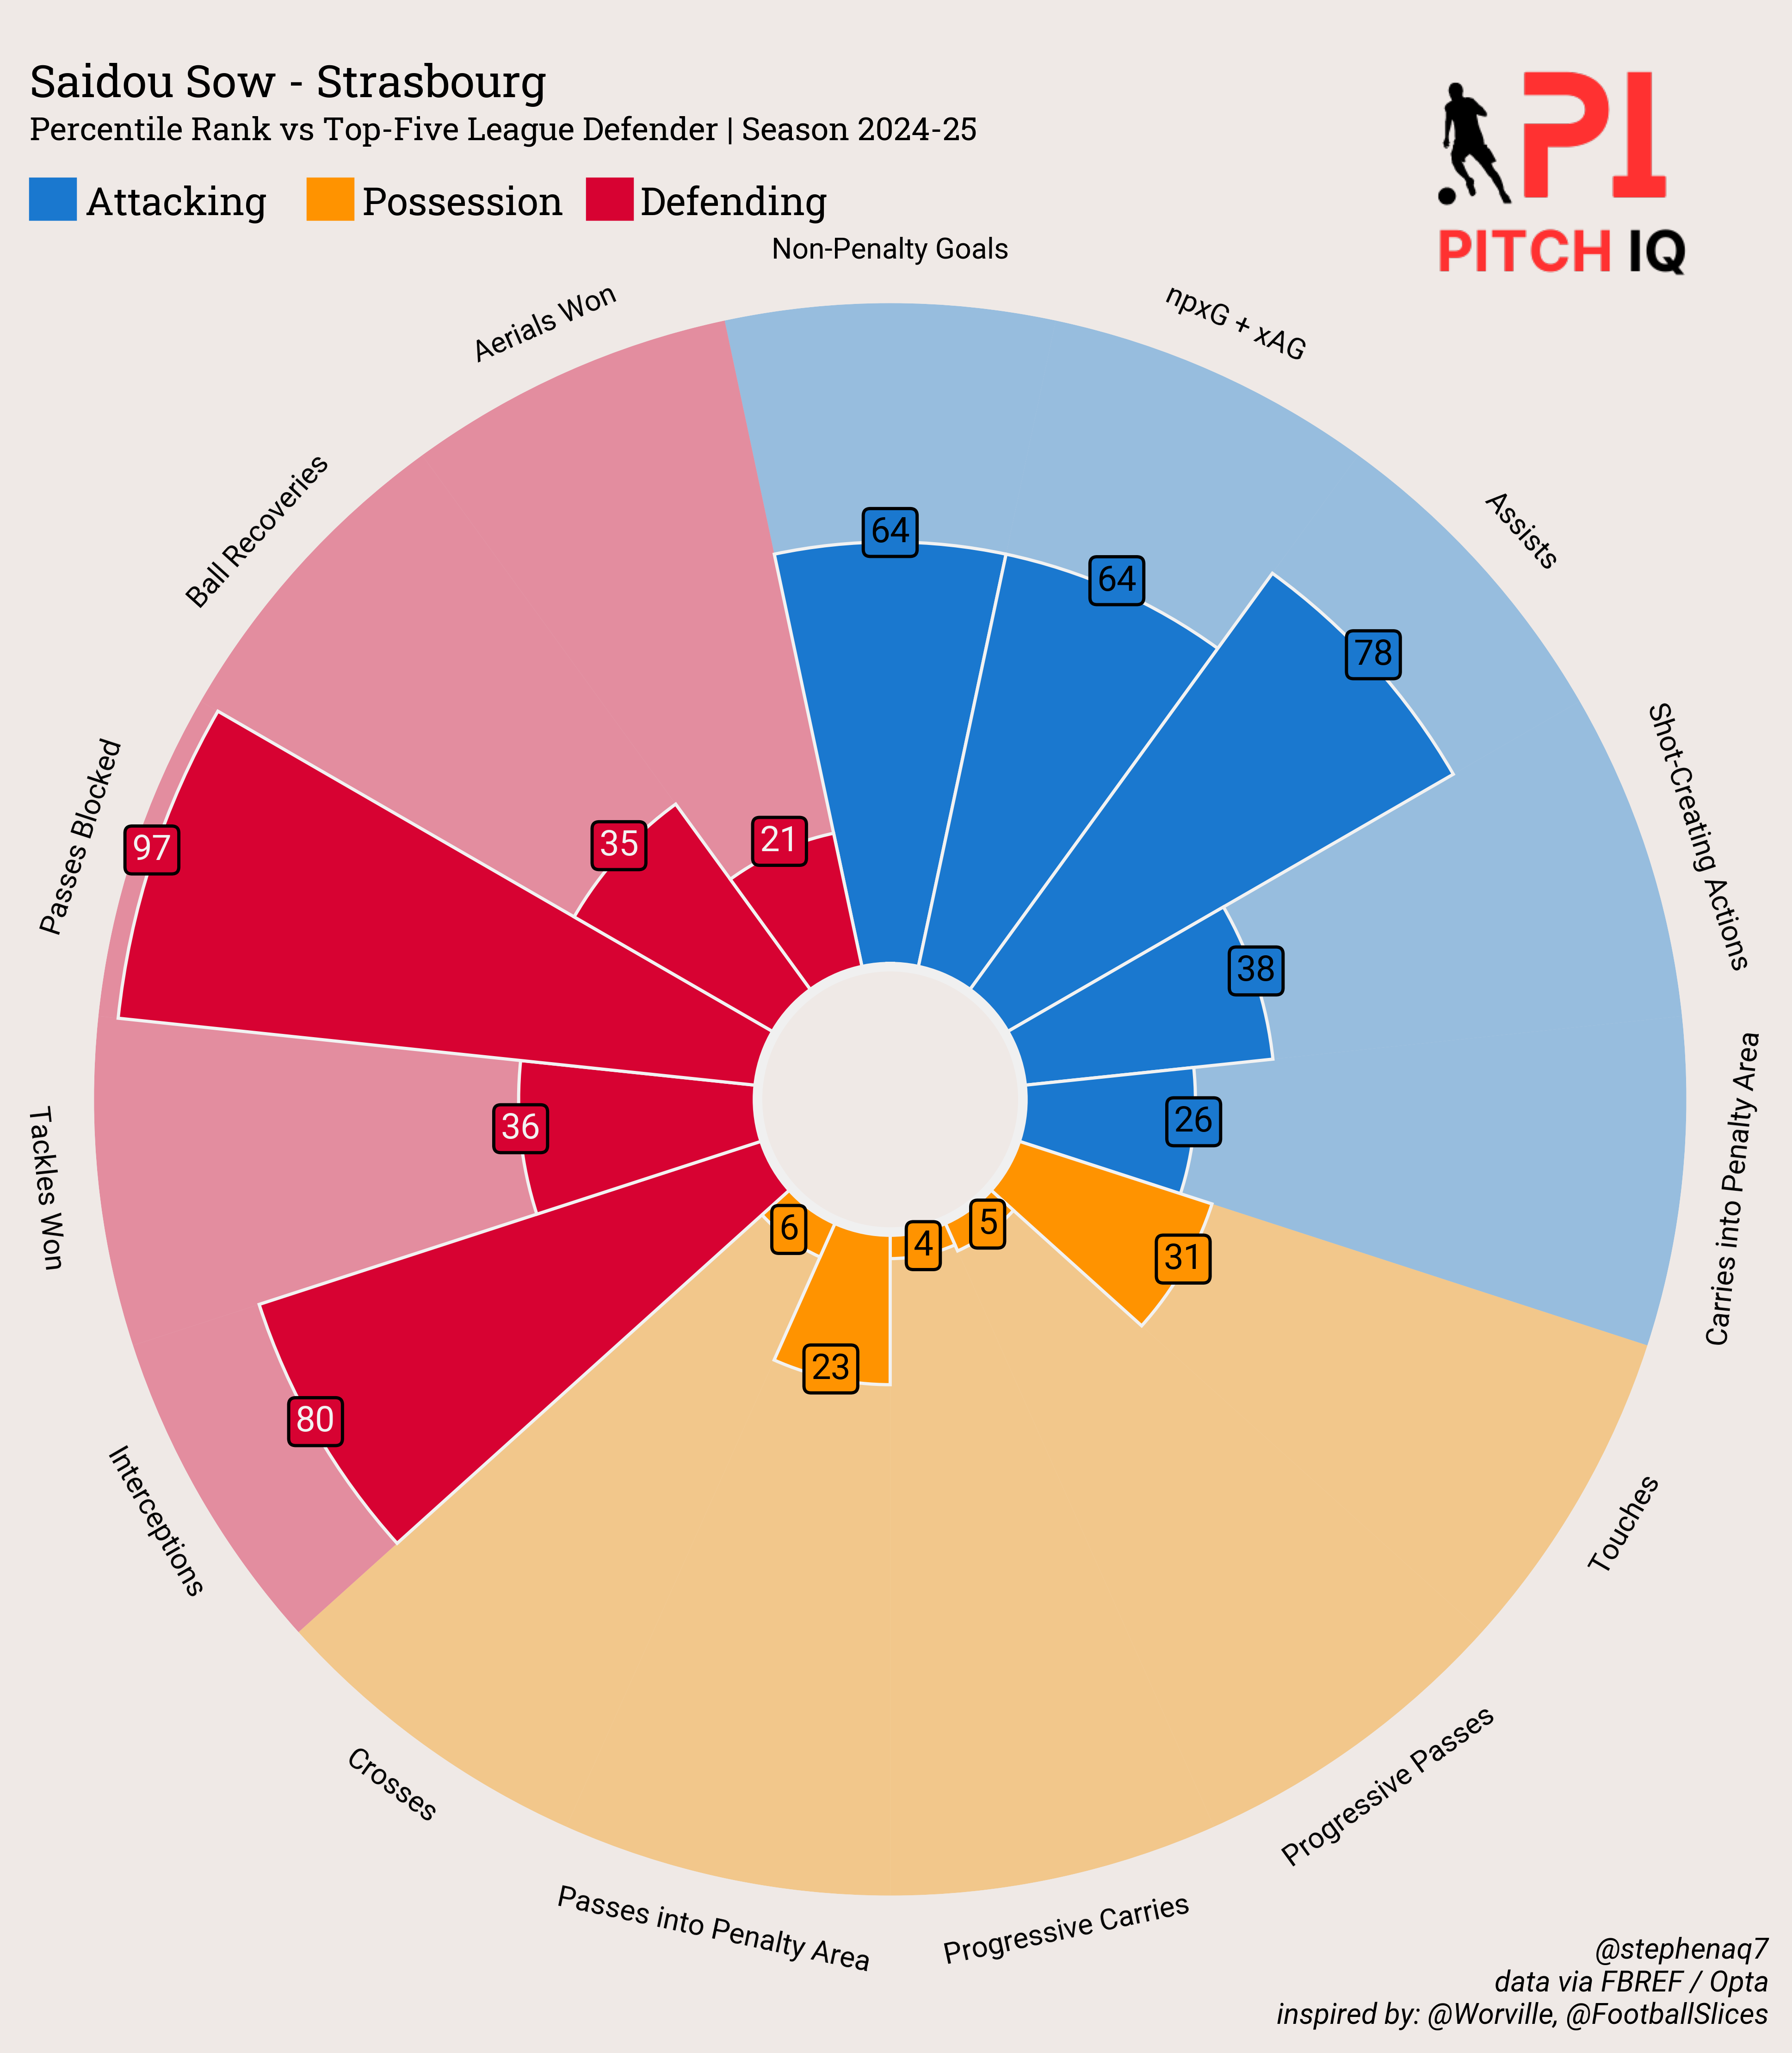 Saidou Sow - Strasbourg
Percentile Rank vs Top-Five League Defender | Season 2024-25
Attacking
Possession
Defending
PI
PITCH IQ
Non-Penalty Goals
npxG + xAG
Assists
Shot-Creating Actions
Carries into Penalty Area
Touches
Progressive Passes
Progressive Carries
Passes into Penalty Area
Crosses
Interceptions
Tackles Won
Passes Blocked
Ball Recoveries
Aerials Won
64
64
78
38
26
31
5
4
23
6
80
36
97
35
21
@stephenaq7
data via FBREF / Opta
inspired by: @Worville, @FootballSlices